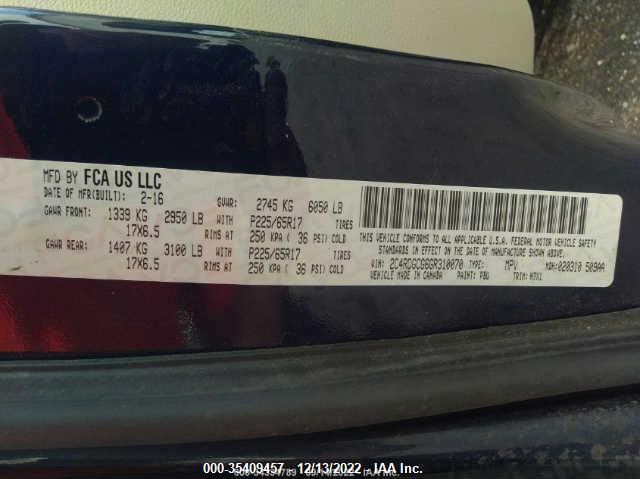 MFD BY FCA US LLC
DATE OF MFR(BUILT): 2-16 GVWR: 2745 KG 6050 LB
GAWR FRONT: 1339 KG 2950 LB WITH P225/65R17 TIRES
17X6.5 RIMS AT 250 KPA ( 36 PSI) COLD
GAWR REAR: 1407 KG 3100 LB WITH P225/65R17 TIRES
17X6.5 RIMS AT 250 KPA ( 36 PSI) COLD
THIS VEHICLE CONFORMS TO ALL APPLICABLE U.S.A. FEDERAL MOTOR VEHICLE SAFETY
STANDARDS IN EFFECT ON THE DATE OF MANUFACTURE SHOWN ABOVE.
VIN: 2C4RDGCG6GR310070 TYPE: MPV MDH: 020310 509AA
VEHICLE MADE IN CANADA PAINT: PBU TRIM:
000-35409457 - 12/13/2022 - IAA Inc.